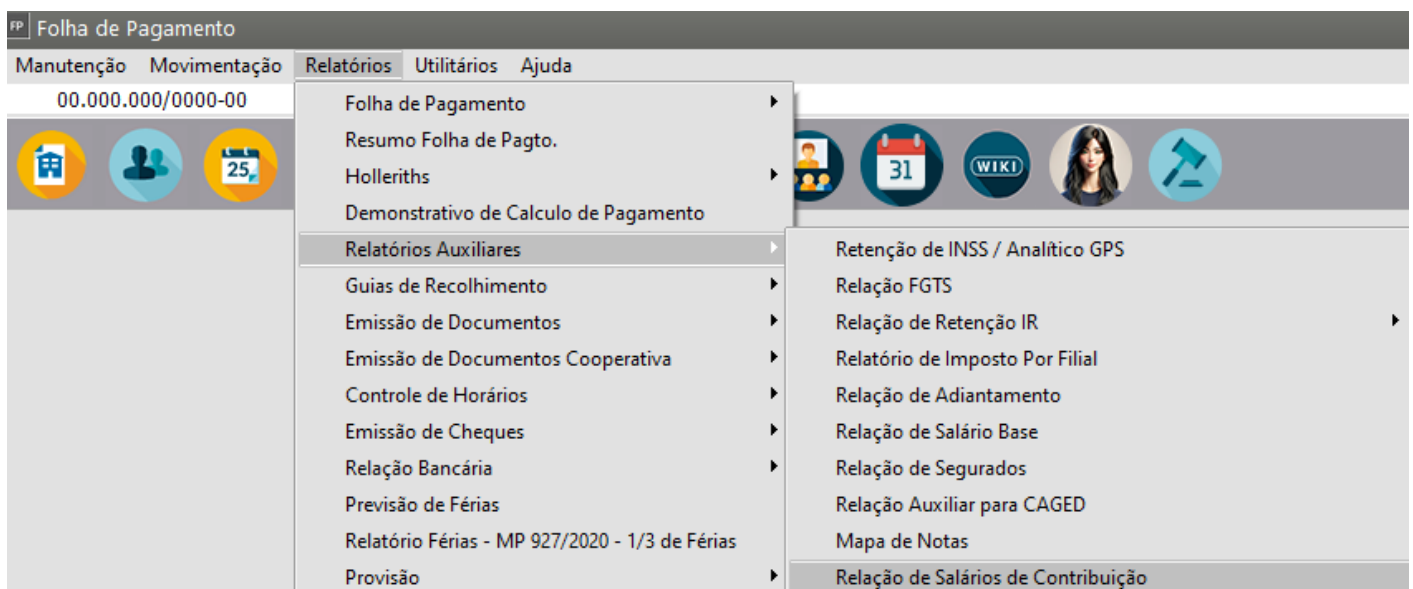 FP Folha de Pagamento
Manutenção Movimentação Relatórios Utilitários Ajuda
00.000.000/0000-00
25
31
WIKI
Folha de Pagamento
Resumo Folha de Pagto.
Holleriths
Demonstrativo de Calculo de Pagamento
Relatórios Auxiliares
Guias de Recolhimento
Emissão de Documentos
Emissão de Documentos Cooperativa
Controle de Horários
Emissão de Cheques
Relação Bancária
Previsão de Férias
Relatório Férias - MP 927/2020 - 1/3 de Férias
Provisão
Retenção de INSS / Analítico GPS
Relação FGTS
Relação de Retenção IR
Relatório de Imposto Por Filial
Relação de Adiantamento
Relação de Salário Base
Relação de Segurados
Relação Auxiliar para CAGED
Mapa de Notas
Relação de Salários de Contribuição